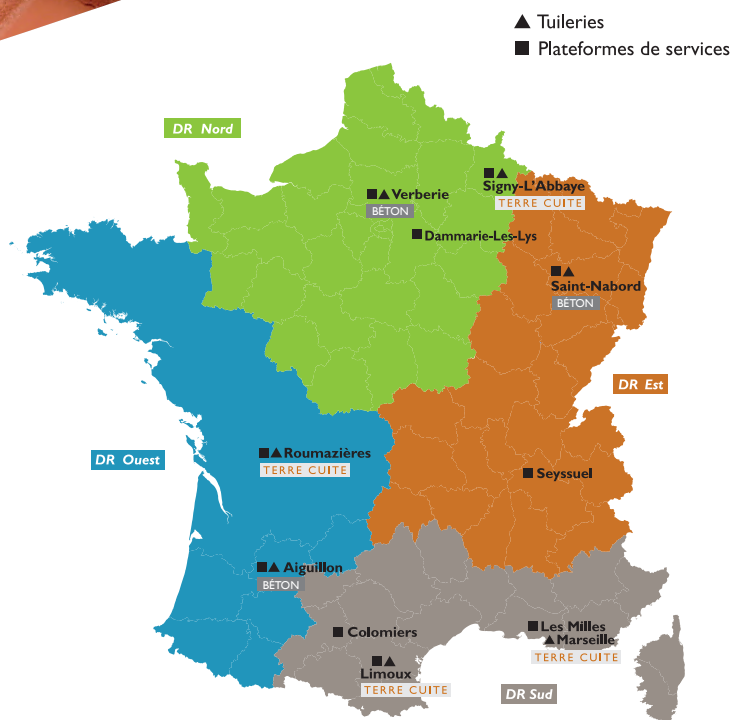 Tuileries
Plateformes de services
DR Nord
Signy-L'Abbaye
TERRE CUITE
Verberie
BÉTON
Dammarie-Les-Lys
Saint-Nabord
BÉTON
DR Est
DR Ouest
Roumazières
TERRE CUITE
Seyssuel
Aiguillon
BÉTON
Colomiers
Les Milles
Marseille
TERRE CUITE
Limoux
TERRE CUITE
DR Sud